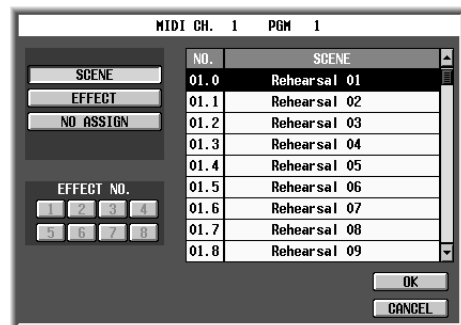 MIDI CH. 1 PGM 1
SCENE
EFFECT
NO ASSIGN
EFFECT NO.
1 2 3 4
5 6 7 8
NO. SCENE
01.0 Rehearsal 01
01.1 Rehearsal 02
01.2 Rehearsal 03
01.3 Rehearsal 04
01.4 Rehearsal 05
01.5 Rehearsal 06
01.6 Rehearsal 07
01.7 Rehearsal 08
01.8 Rehearsal 09
OK
CANCEL